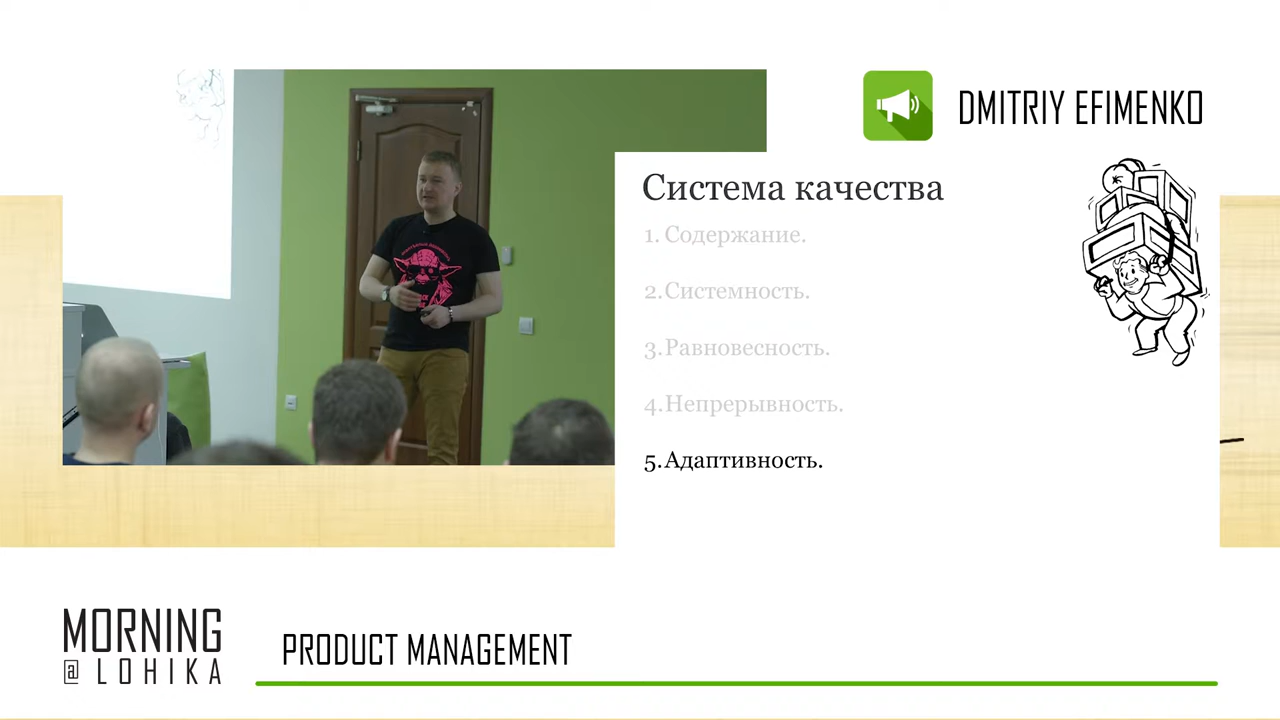 DMITRIY EFIMENKO
Система качества
1. Содержание.
2. Системность.
3. Равновесность.
4. Непрерывность.
5. Адаптивность.
MORNING
@ LOHIKA
PRODUCT MANAGEMENT